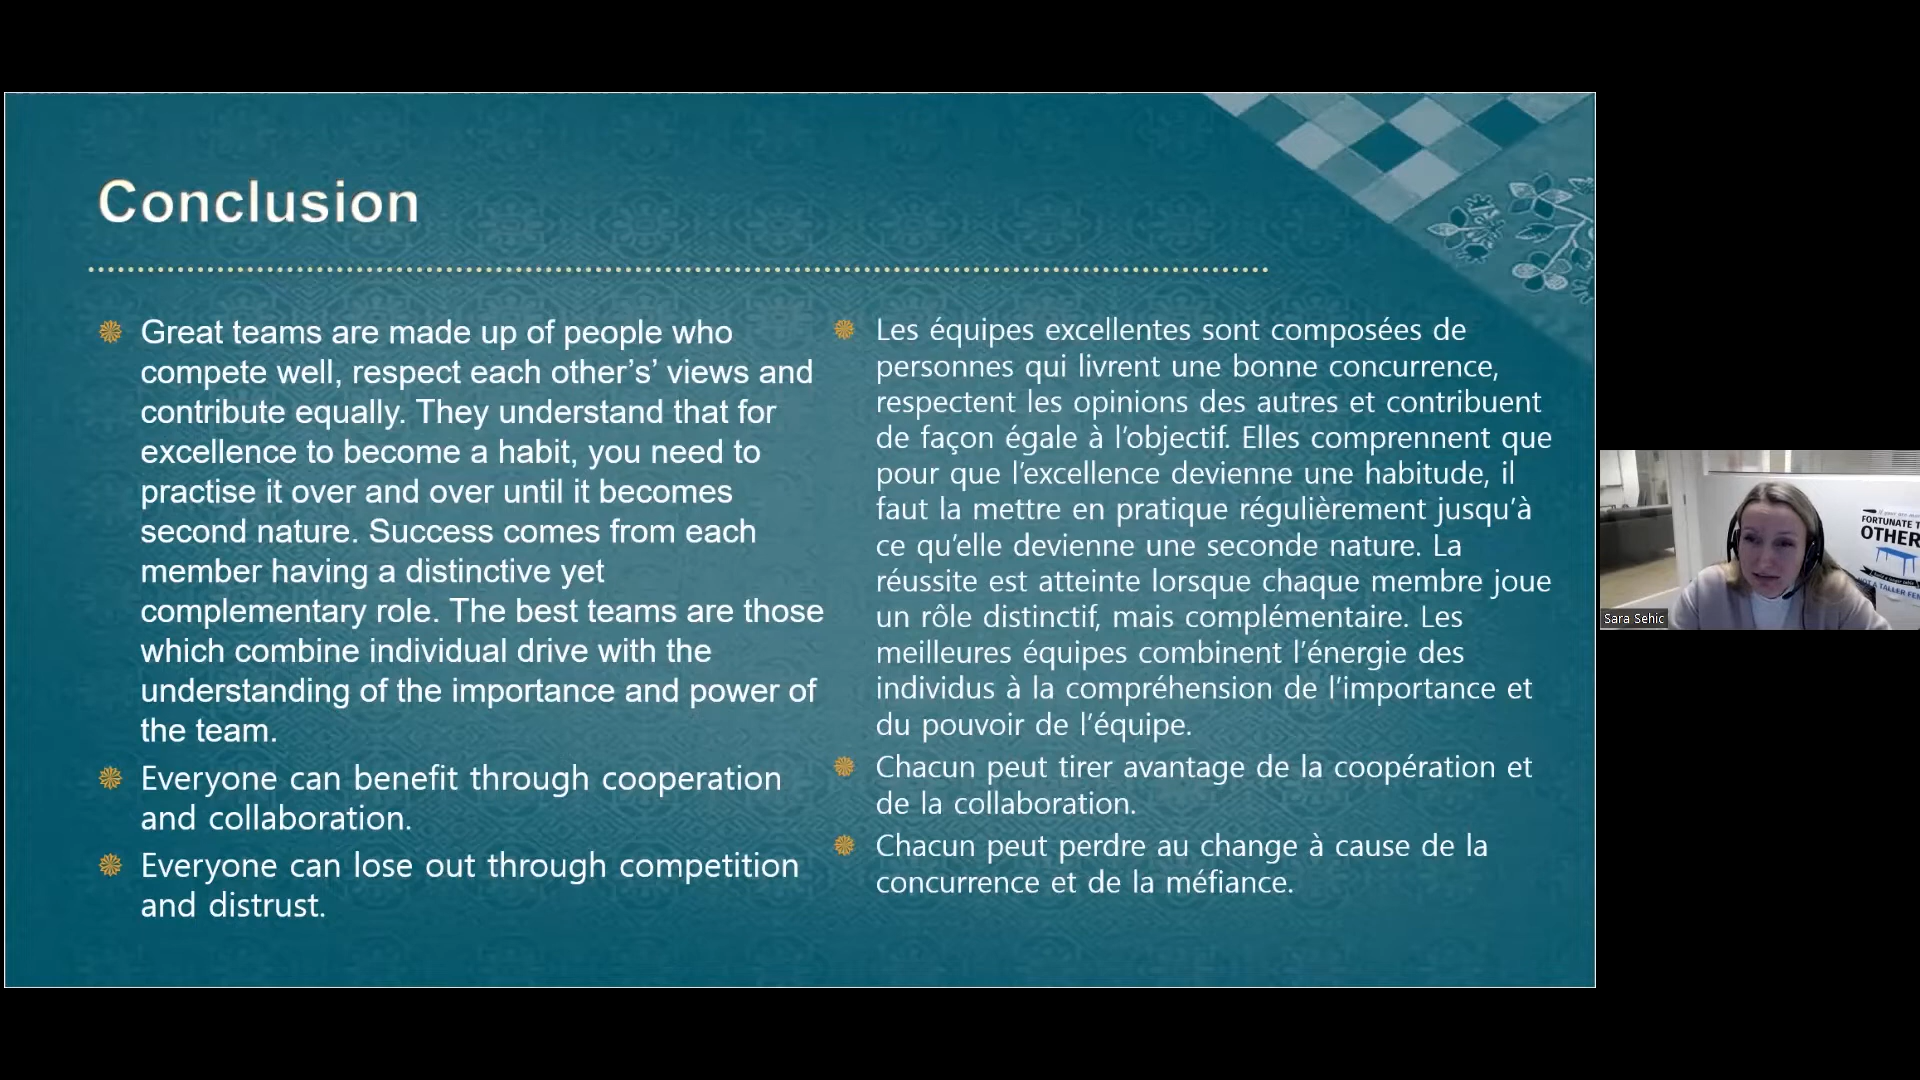 Conclusion
Great teams are made up of people who
compete well, respect each other’s’ views and
contribute equally. They understand that for
excellence to become a habit, you need to
practise it over and over until it becomes
second nature. Success comes from each
member having a distinctive yet
complementary role. The best teams are those
which combine individual drive with the
understanding of the importance and power of
the team.
Everyone can benefit through cooperation
and collaboration.
Everyone can lose out through competition
and distrust.
Les équipes excellentes sont composées de
personnes qui livrent une bonne concurrence,
respectent les opinions des autres et contribuent
de façon égale à l’objectif. Elles comprennent que
pour que l’excellence devienne une habitude, il
faut la mettre en pratique régulièrement jusqu’à
ce qu’elle devienne une seconde nature. La
réussite est atteinte lorsque chaque membre joue
un rôle distinctif, mais complémentaire. Les
meilleures équipes combinent l’énergie des
individus à la compréhension de l’importance et
du pouvoir de l’équipe.
Chacun peut tirer avantage de la coopération et
de la collaboration.
Chacun peut perdre au change à cause de la
concurrence et de la méfiance.
FORTUNATE
OTHER
A TALLER
Sara Sehic